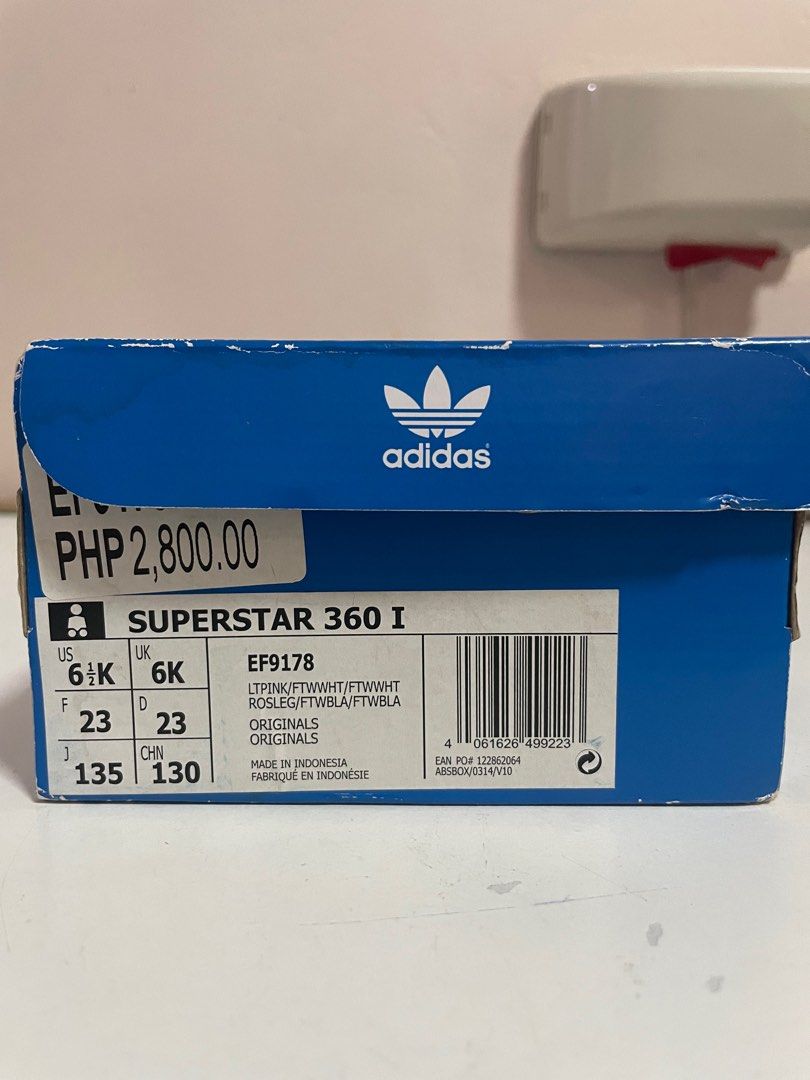 adidas
PHP 2,800.00
SUPERSTAR 360 I
US 6½K UK 6K
F 23 D 23
J 135 CHN 130
EF9178
LTPINK/FTWWHT/FTWWHT
ROSLEG/FTWBLA/FTWBLA
ORIGINALS
ORIGINALS
MADE IN INDONESIA
FABRIQUÉ EN INDONÉSIE
4 061626 499223
EAN PO# 122862064
ABSBOX/0314/V10